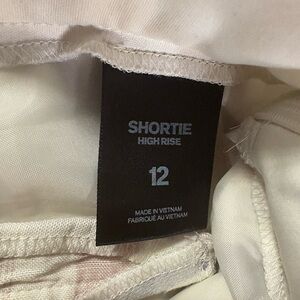 SHORTIE
HIGH RISE
12
MADE IN VIETNAM
FABRIQUÉ AU VIETNAM